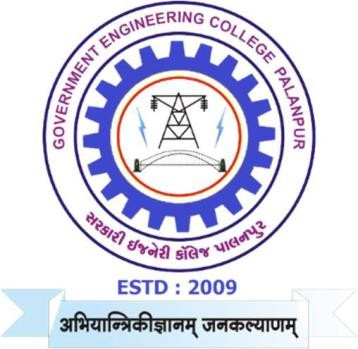 GOVERNMENT ENGINEERING COLLEGE PALANPUR
સરકારી ઈજનેરી કૉલેજ પાલનપુર
ESTD : 2009
अभियान्त्रिकीज्ञानम् जनकल्याणम्